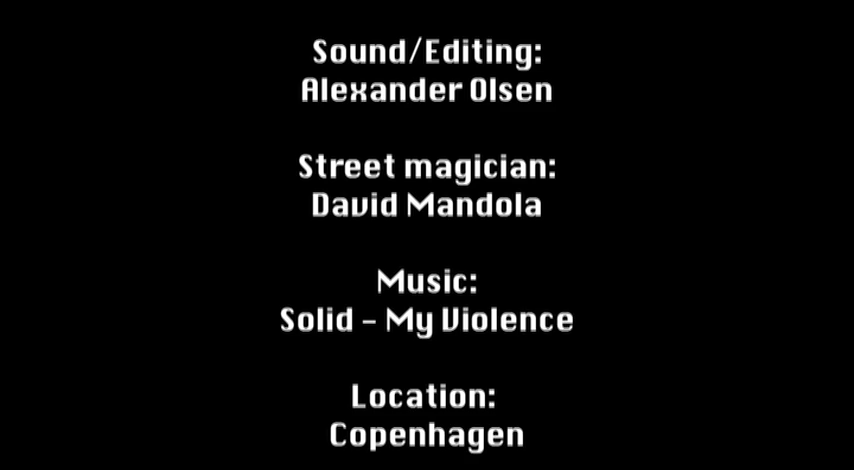 Sound/Editing:
Alexander Olsen
Street magician:
David Mandola
Music:
Solid - My Violence
Location:
Copenhagen